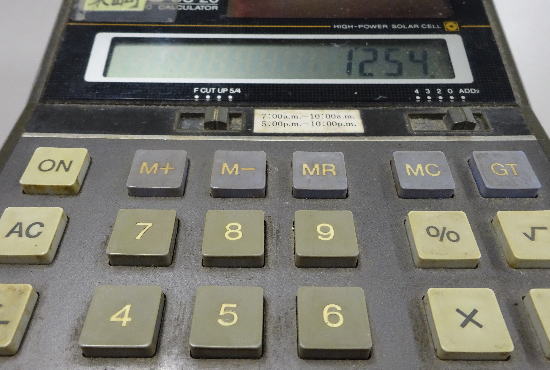 CALCULATOR
HIGH-POWER SOLAR CELL
1254
F CUT UP 5/4
4 3 2 0 ADD₂
7:00a.m.-10:00a.m.
5:00p.m.-10:00p.m.
ON M+ M− MR MC GT
AC 7 8 9 % √
4 5 6 ×